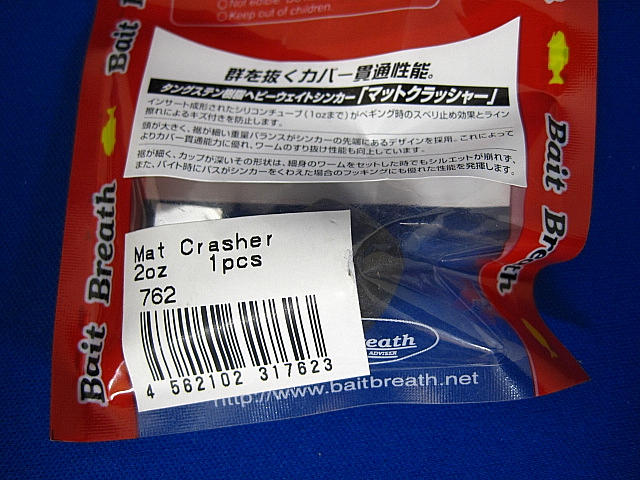 ○Not edible
○Keep out of children.
Bait
群を抜くカバー貫通性能。
タングステン樹脂ヘビーウェイトシンカー「マットクラッシャー」
インサート成形されたシリコンチューブ(1ozまで)がペギング時のスベリ止め効果とライン
擦れによるキズ付きを防止します。
頭が大きく、裾が細い重量バランスがシンカーの先端にあるデザインを採用。これによって
よりカバー貫通能力に優れ、ワームのすり抜け性能も向上しています。
裾が細く、カップが深いその形状は、細身のワームをセットした時でもシルエットが崩れず、
また、バイト時にバスがシンカーをくわえた場合のフッキングにも優れた性能を発揮します。
Bait Breath
Bait Breath
Mat Crasher
2oz 1pcs
762
4 562102 317623
reath
ADVISER
http://www.baitbreath.net